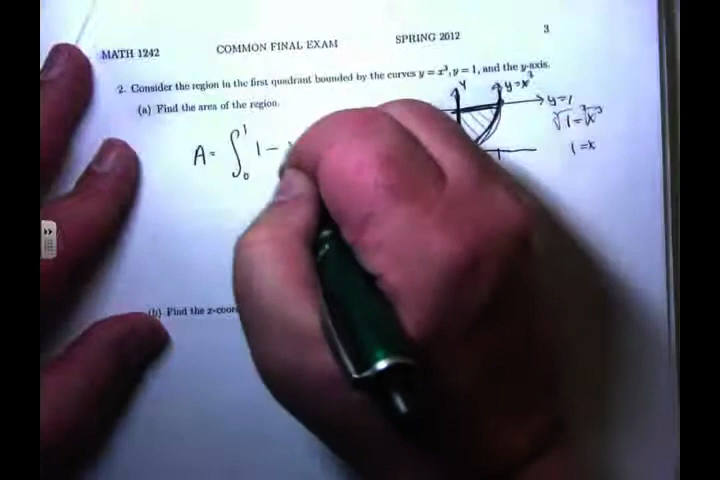 MATH 1242 COMMON FINAL EXAM SPRING 2012 3
2. Consider the region in the first quadrant bounded by the curves y = x³, y = 1, and the y-axis.
(a) Find the area of the region.
y y=x³
y=1
∛1 = ∛x³
1 = x
A = ∫₀¹ 1 −
1
(b) Find the x-coor